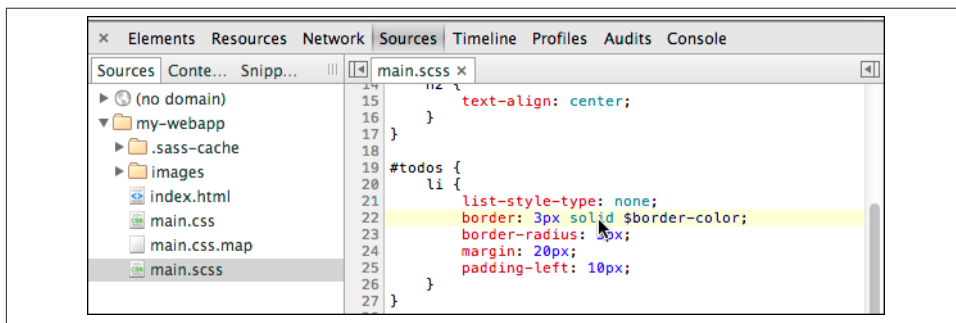 × Elements Resources Network Sources Timeline Profiles Audits Console
Sources Conte... Snipp...
main.scss ×
(no domain)
my-webapp
.sass-cache
images
index.html
main.css
main.css.map
main.scss
14 h2 {
15 text-align: center;
16 }
17 }
18
19 #todos {
20 li {
21 list-style-type: none;
22 border: 3px solid $border-color;
23 border-radius: 3px;
24 margin: 20px;
25 padding-left: 10px;
26 }
27 }